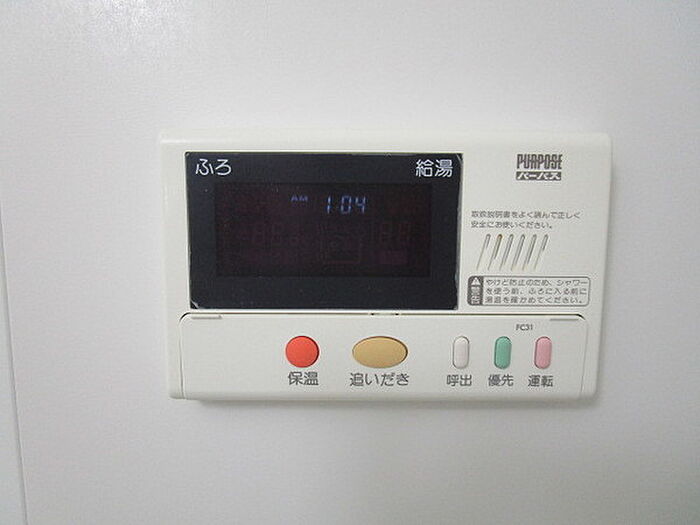 ふろ 給湯
AM 1:04
PURPOSE
パーパス
取扱説明書をよく読んで正しく
安全にお使いください。
警告
やけど防止のため、シャワー
を使う前、ふろに入る前に
湯温を確かめてください。
FC31
保温 追いだき 呼出 優先 運転